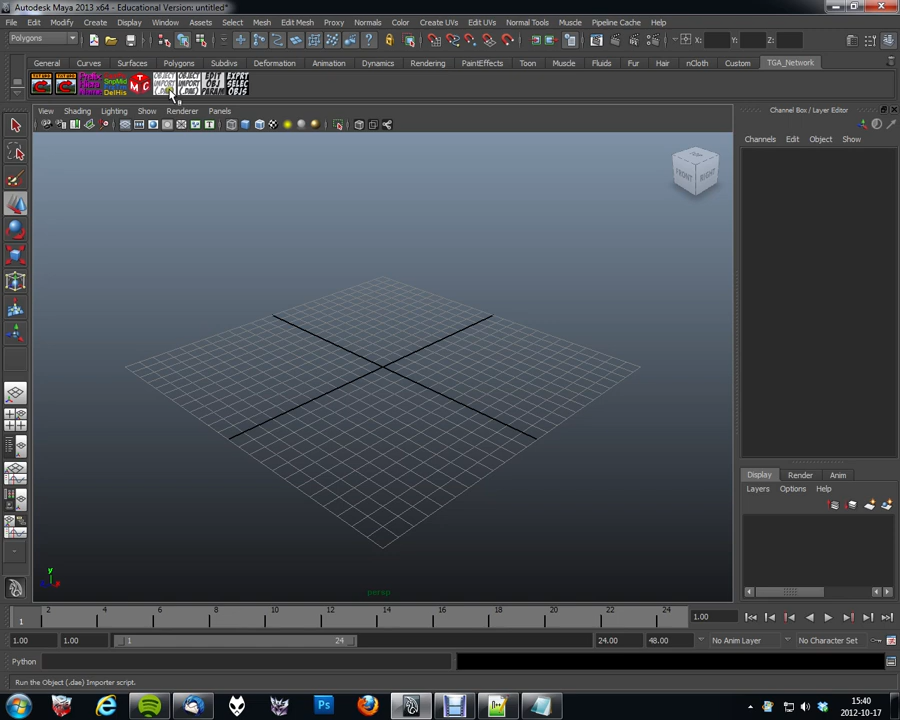 Autodesk Maya 2013 x64 - Educational Version: untitled*
File Edit Modify Create Display Window Assets Select Mesh Edit Mesh Proxy Normals Color Create UVs Edit UVs Normal Tools Muscle Pipeline Cache Help
Polygons X: Y: Z:
General Curves Surfaces Polygons Subdivs Deformation Animation Dynamics Rendering PaintEffects Toon Muscle Fluids Fur Hair nCloth Custom TGA_Network
View Shading Lighting Show Renderer Panels
Channel Box / Layer Editor
Channels Edit Object Show
TOP
FRONT RIGHT
Display Render Anim
Layers Options Help
y
persp
2 4 6 8 10 12 14 16 18 20 22 24
1 1.00
1.00 1.00 1 24 24.00 48.00 No Anim Layer No Character Set
Python
Run the Object (.dae) Importer script.
Ps
15:40
2012-10-17